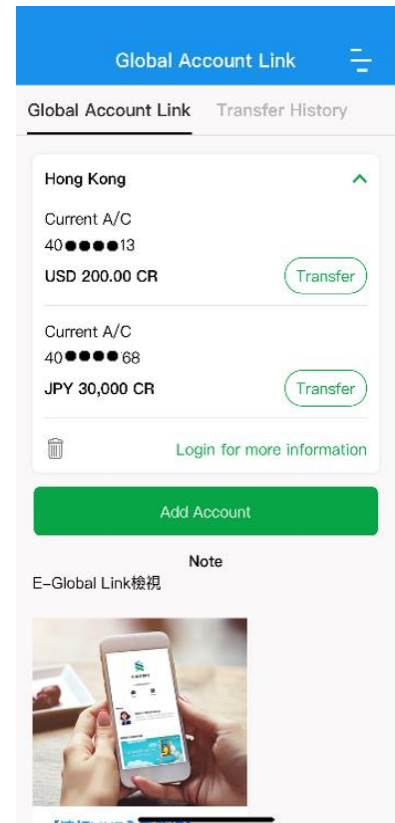 Global Account Link
Global Account Link Transfer History
Hong Kong
Current A/C
40●●●●13
USD 200.00 CR Transfer
Current A/C
40●●●●68
JPY 30,000 CR Transfer
Login for more information
Add Account
Note
E-Global Link檢視